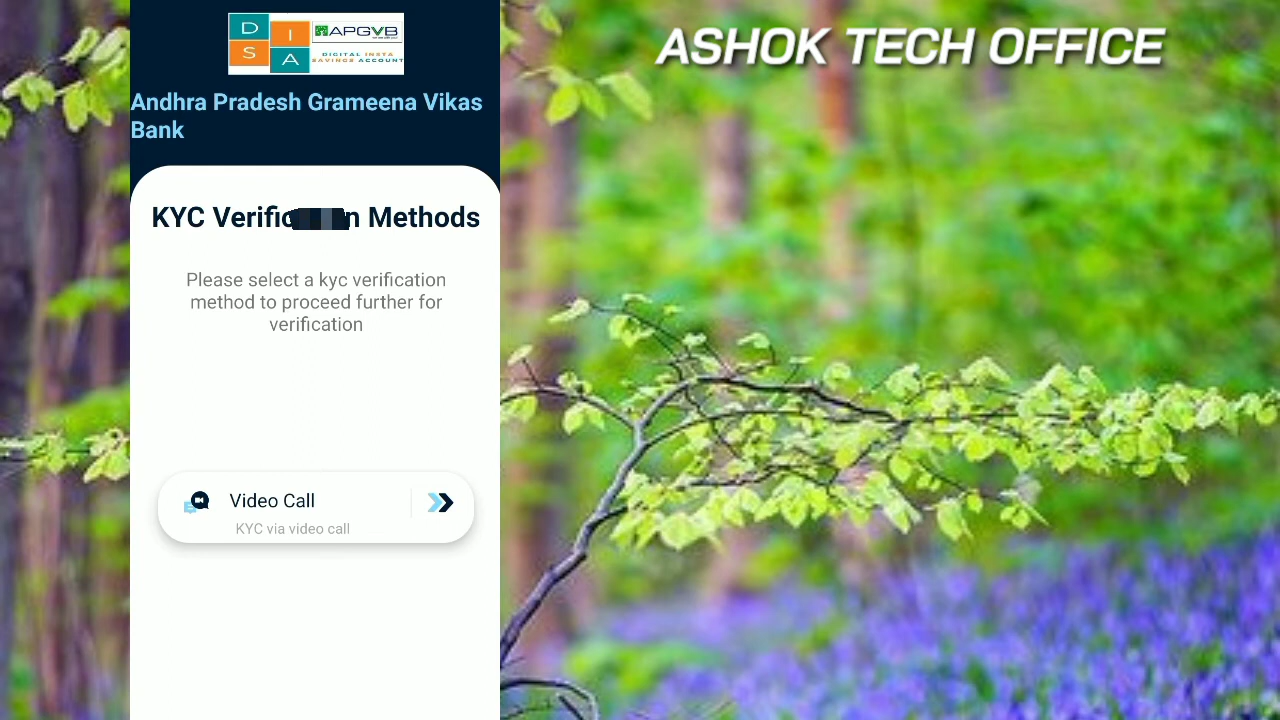 D
I
S
A
APGVB
DIGITAL INSTA
SAVINGS ACCOUNT
ASHOK TECH OFFICE
Andhra Pradesh Grameena Vikas
Bank
KYC Methods
Please select a kyc verification
method to proceed further for
verification
Video Call
KYC via video call